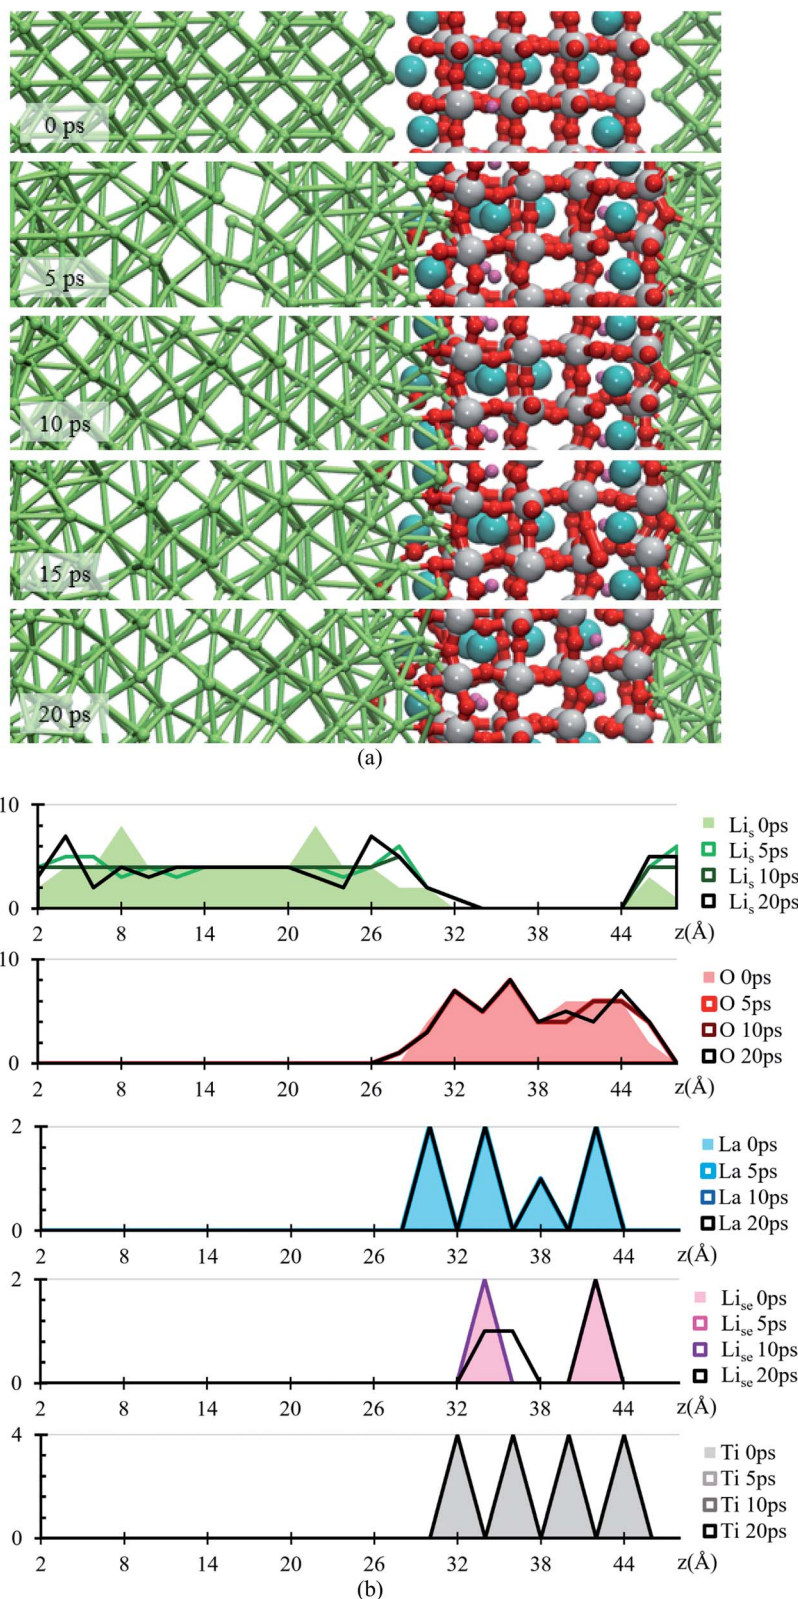 0 ps
5 ps
10 ps
15 ps
20 ps
(a)
10
0
2 8 14 20 26 32 38 44 z(Å)
Liₛ 0ps
Liₛ 5ps
Liₛ 10ps
Liₛ 20ps
10
0
2 8 14 20 26 32 38 44 z(Å)
O 0ps
O 5ps
O 10ps
O 20ps
2
0
2 8 14 20 26 32 38 44 z(Å)
La 0ps
La 5ps
La 10ps
La 20ps
2
0
2 8 14 20 26 32 38 44 z(Å)
Liₛₑ 0ps
Liₛₑ 5ps
Liₛₑ 10ps
Liₛₑ 20ps
4
0
2 8 14 20 26 32 38 44 z(Å)
Ti 0ps
Ti 5ps
Ti 10ps
Ti 20ps
(b)